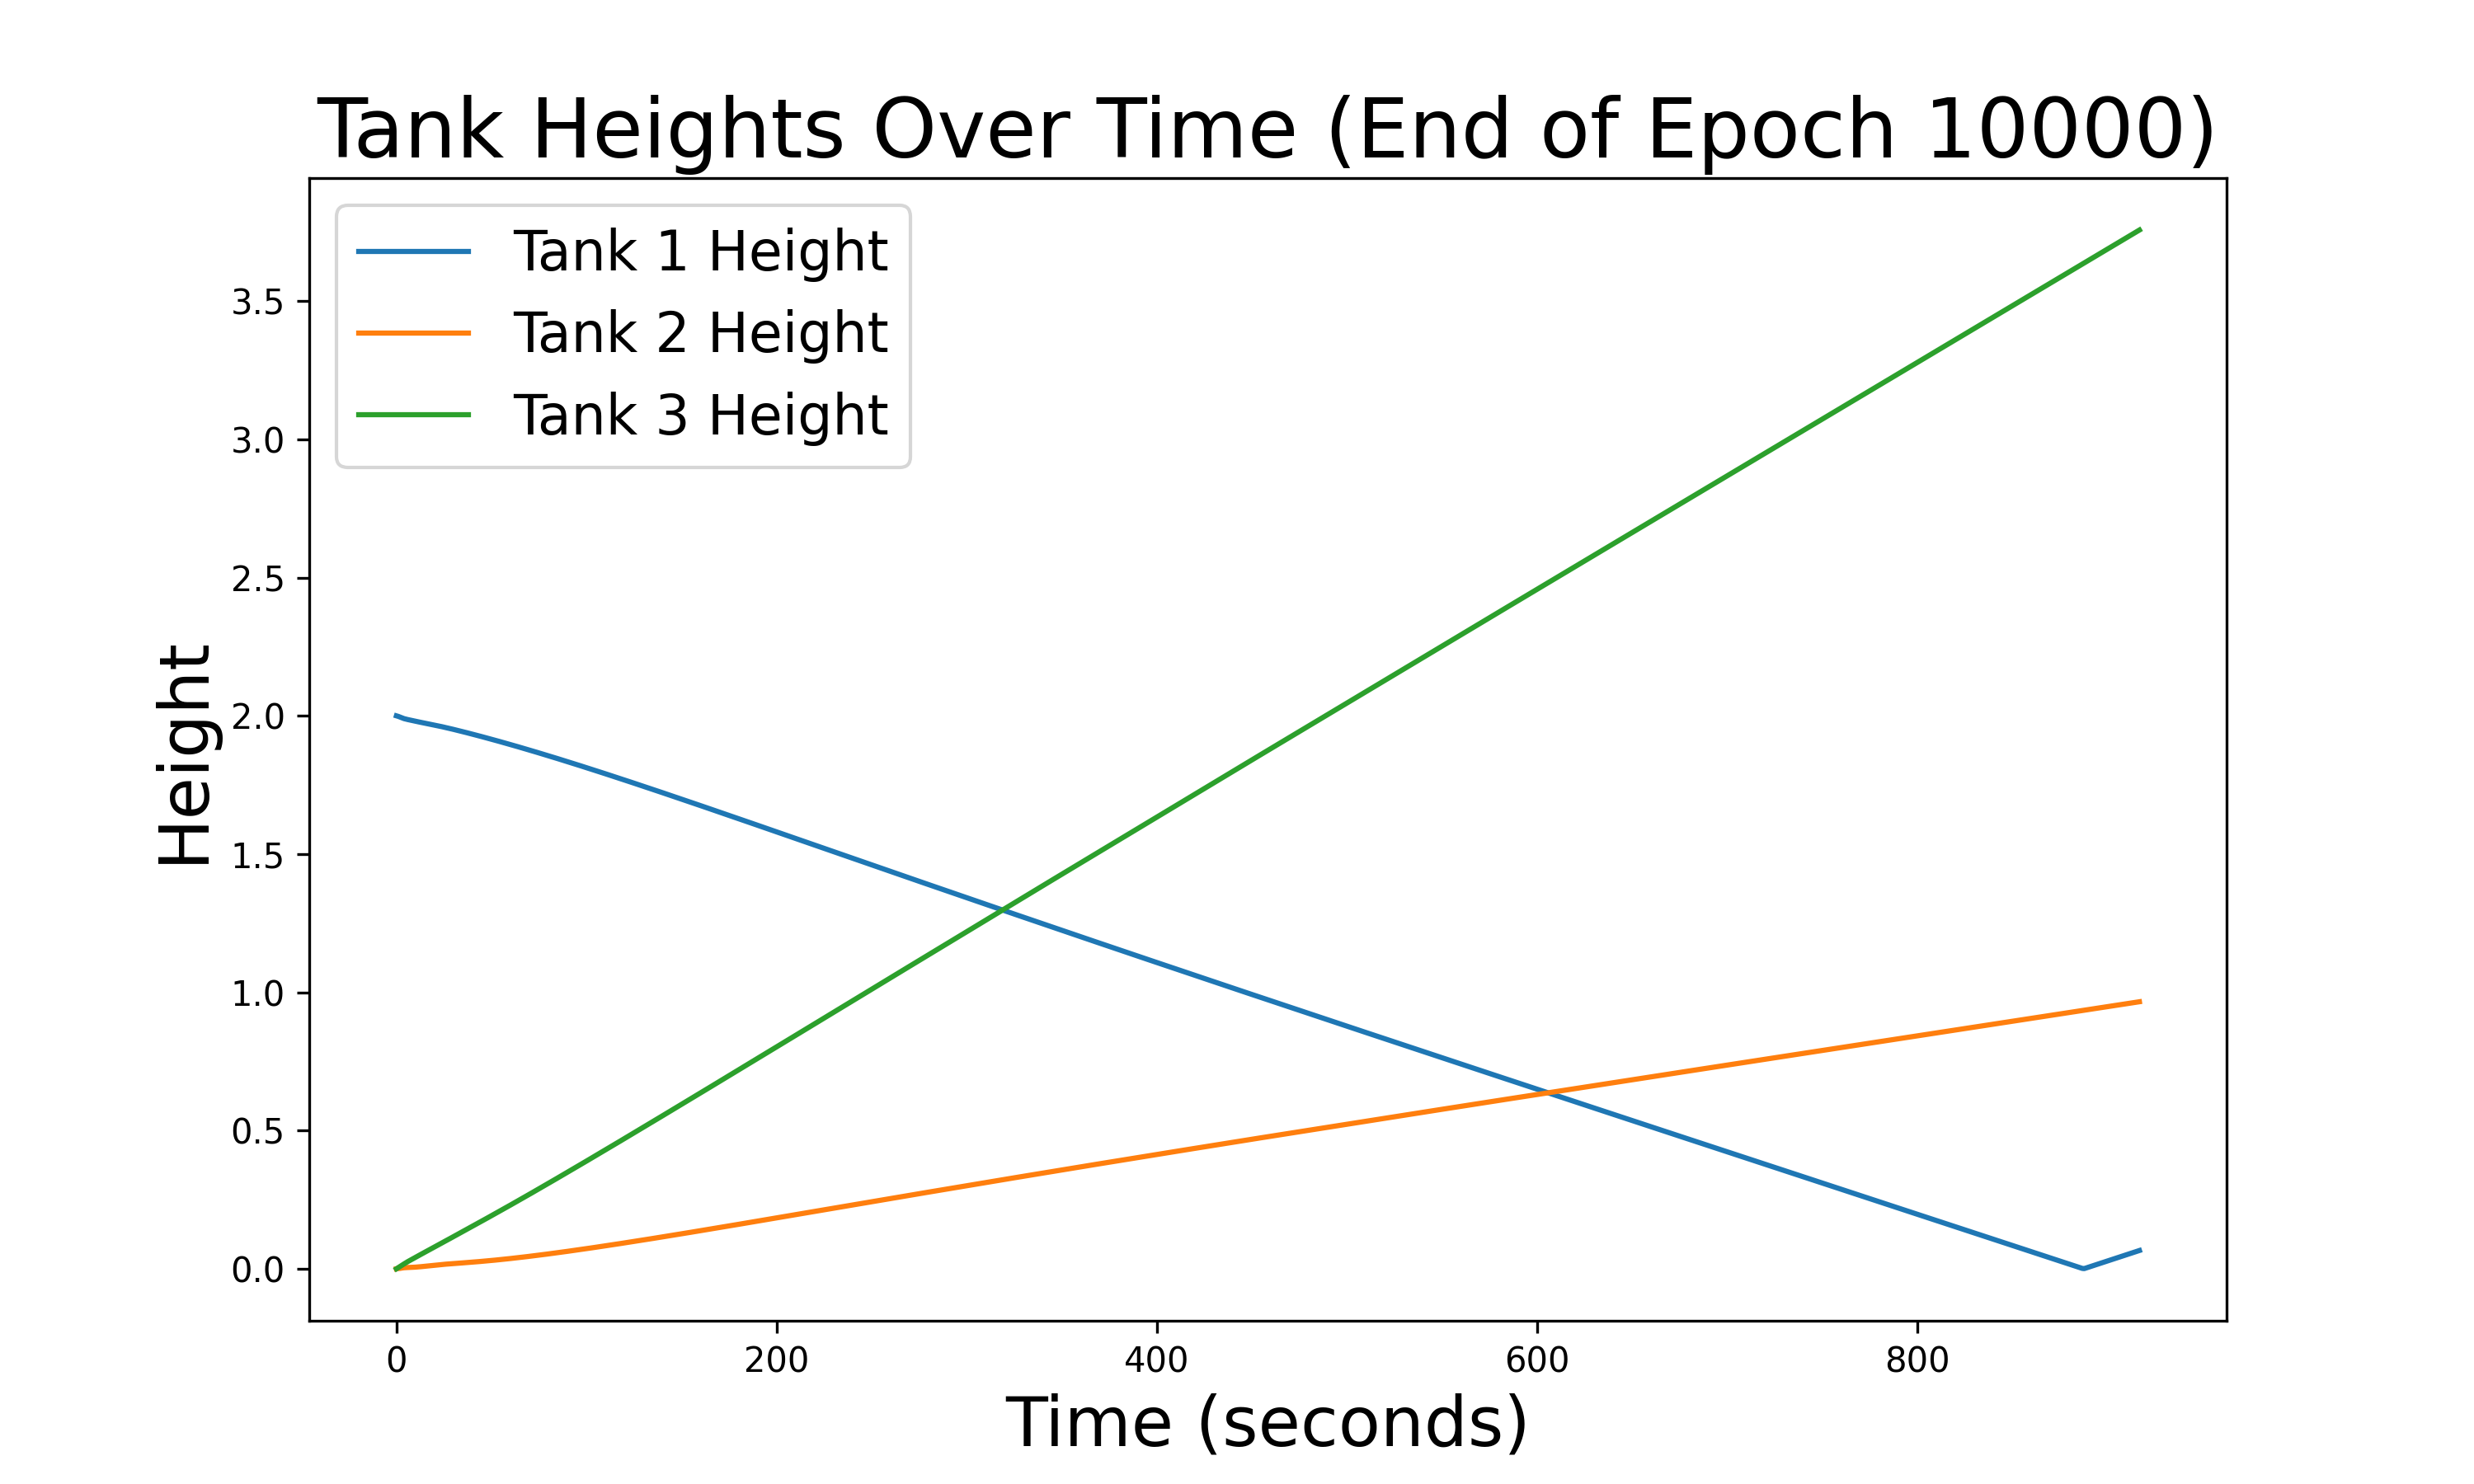 Tank Heights Over Time (End of Epoch 10000)
Tank 1 Height
Tank 2 Height
Tank 3 Height
Height
3.5
3.0
2.5
2.0
1.5
1.0
0.5
0.0
0 200 400 600 800
Time (seconds)